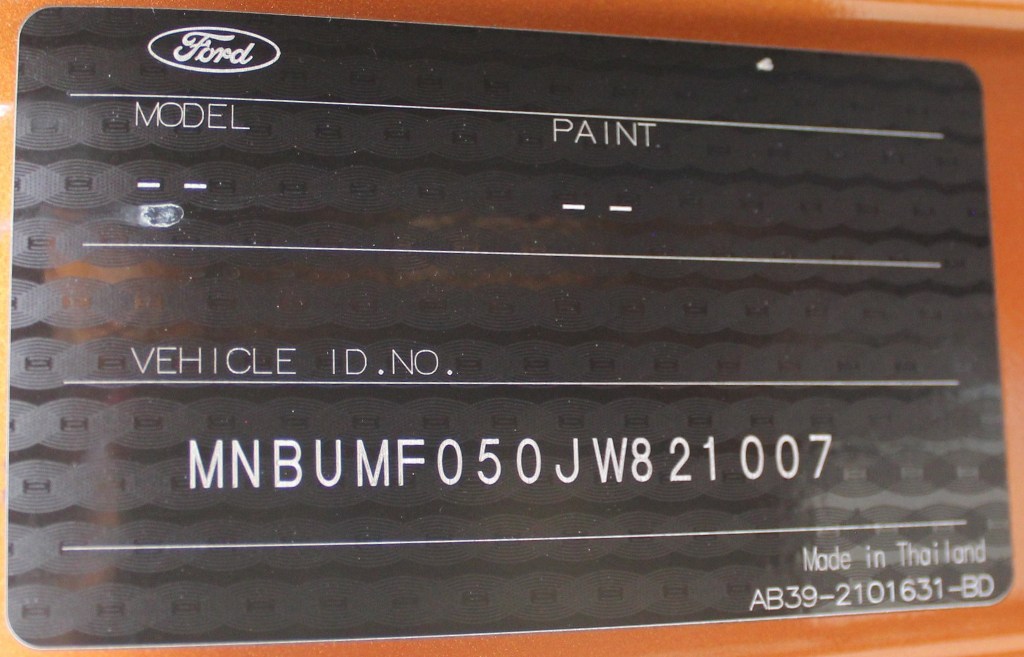 Ford
MODEL
PAINT
-- --
-- --
VEHICLE ID.NO.
MNBUMF050JW821007
Made in Thailand
AB39-2101631-BD